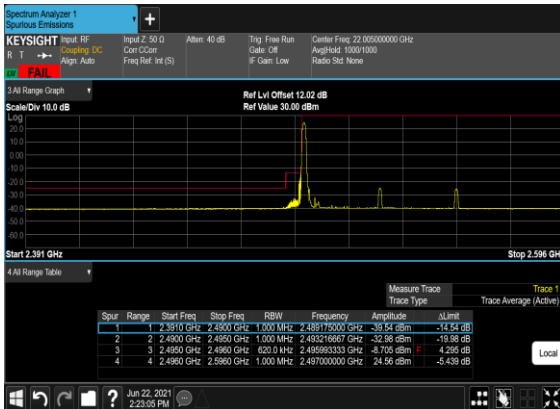 Spectrum Analyzer 1
Spurious Emissions
KEYSIGHT Input: RF Input Z: 50 Ω Atten: 40 dB Trig: Free Run Center Freq: 22.005000000 GHz
R T Coupling: DC Corr CCorr Gate: Off Avg|Hold: 1000/1000
Align: Auto Freq Ref: Int (S) IF Gain: Low Radio Std: None
LW FAIL
3 All Range Graph
Ref Lvl Offset 12.02 dB
Scale/Div 10.0 dB Ref Value 30.00 dBm
Log
20.0
10.0
0.00
-10.0
-20.0
-30.0
-40.0
-50.0
-60.0
Start 2.391 GHz Stop 2.596 GH
4 All Range Table
Measure Trace Trace 1
Trace Type Trace Average (Active)
Spur Range Start Freq Stop Freq RBW Frequency Amplitude ΔLimit
1 1 2.3910 GHz 2.4900 GHz 1.000 MHz 2.489175000 GHz -39.54 dBm -14.54 dB
2 2 2.4900 GHz 2.4950 GHz 1.000 MHz 2.493216667 GHz -32.98 dBm -19.98 dB
3 3 2.4950 GHz 2.4960 GHz 620.0 kHz 2.495993333 GHz -8.705 dBm F 4.295 dB
4 4 2.4960 GHz 2.5960 GHz 1.000 MHz 2.497000000 GHz 24.56 dBm -5.439 dB
Local
Jun 22, 2021
2:23:05 PM